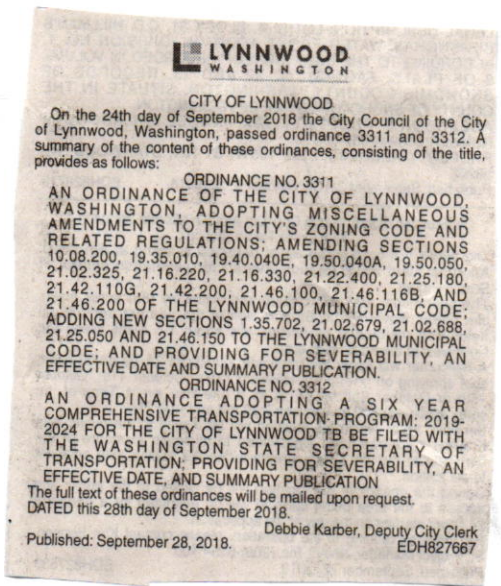 LYNNWOOD
WASHINGTON
CITY OF LYNNWOOD
On the 24th day of September 2018 the City Council of the City
of Lynnwood, Washington, passed ordinance 3311 and 3312. A
summary of the content of these ordinances, consisting of the title,
provides as follows:
ORDINANCE NO. 3311
AN ORDINANCE OF THE CITY OF LYNNWOOD,
WASHINGTON, ADOPTING MISCELLANEOUS
AMENDMENTS TO THE CITY'S ZONING CODE AND
RELATED REGULATIONS; AMENDING SECTIONS
10.08.200, 19.35.010, 19.40.040E, 19.50.040A, 19.50.050,
21.02.325, 21.16.220, 21.16.330, 21.22.400, 21.25.180,
21.42.110G, 21.42.200, 21.46.100, 21.46.116B, AND
21.46.200 OF THE LYNNWOOD MUNICIPAL CODE;
ADDING NEW SECTIONS 1.35.702, 21.02.679, 21.02.688,
21.25.050 AND 21.46.150 TO THE LYNNWOOD MUNICIPAL
CODE; AND PROVIDING FOR SEVERABILITY, AN
EFFECTIVE DATE AND SUMMARY PUBLICATION.
ORDINANCE NO. 3312
AN ORDINANCE ADOPTING A SIX YEAR
COMPREHENSIVE TRANSPORTATION PROGRAM: 2019-
2024 FOR THE CITY OF LYNNWOOD TB BE FILED WITH
THE WASHINGTON STATE SECRETARY OF
TRANSPORTATION; PROVIDING FOR SEVERABILITY, AN
EFFECTIVE DATE, AND SUMMARY PUBLICATION
The full text of these ordinances will be mailed upon request.
DATED this 28th day of September 2018.
Debbie Karber, Deputy City Clerk
Published: September 28, 2018.
EDH827667